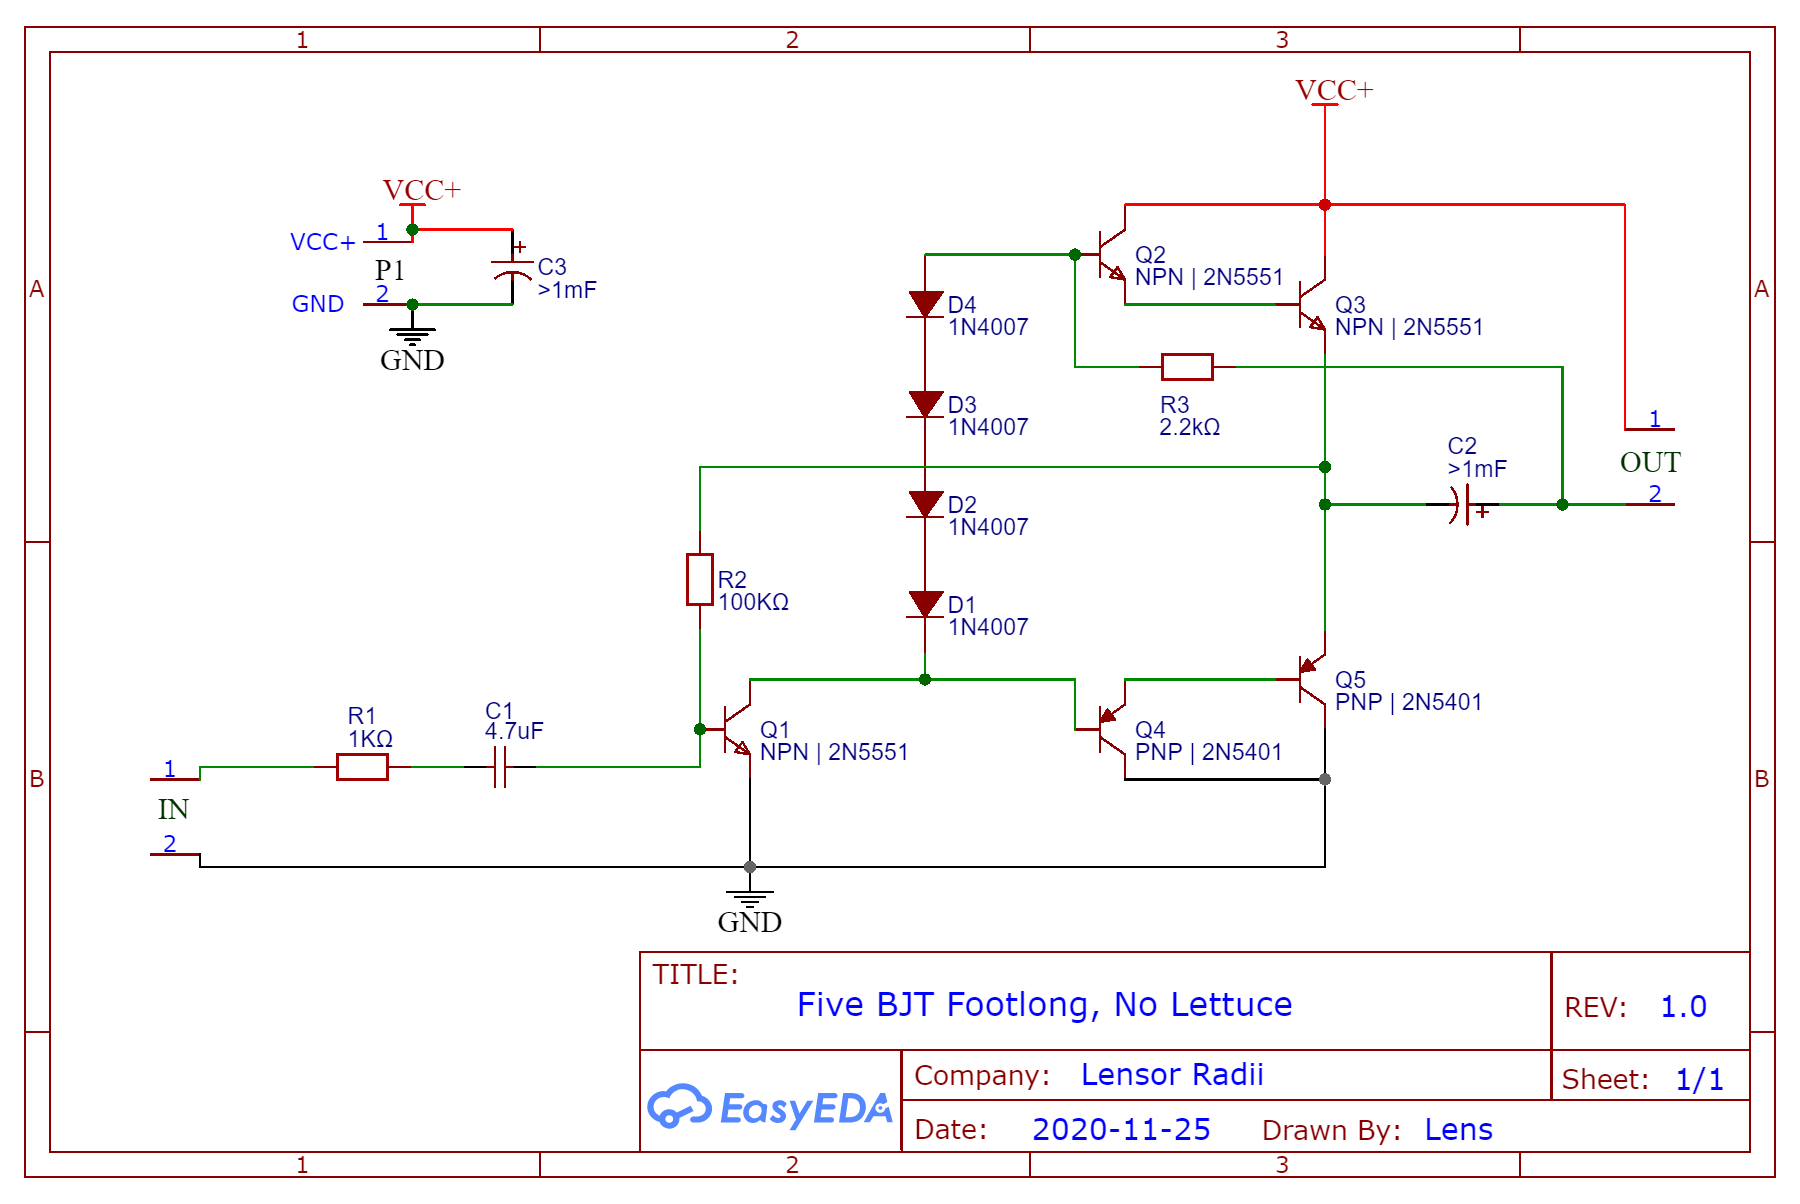 1 2 3
VCC+
VCC+
VCC+ 1
P1
GND 2
+
C3
>1mF
GND
A
A
Q2
NPN | 2N5551
Q3
NPN | 2N5551
D4
1N4007
D3
1N4007
R3
2.2kΩ
1
OUT
2
C2
>1mF
+
D2
1N4007
R2
100KΩ
D1
1N4007
Q5
PNP | 2N5401
R1
1KΩ
C1
4.7uF
Q1
NPN | 2N5551
Q4
PNP | 2N5401
B
B
1
IN
2
GND
TITLE:
Five BJT Footlong, No Lettuce
REV: 1.0
EasyEDA
Company: Lensor Radii
Sheet: 1/1
Date: 2020-11-25 Drawn By: Lens
1 2 3